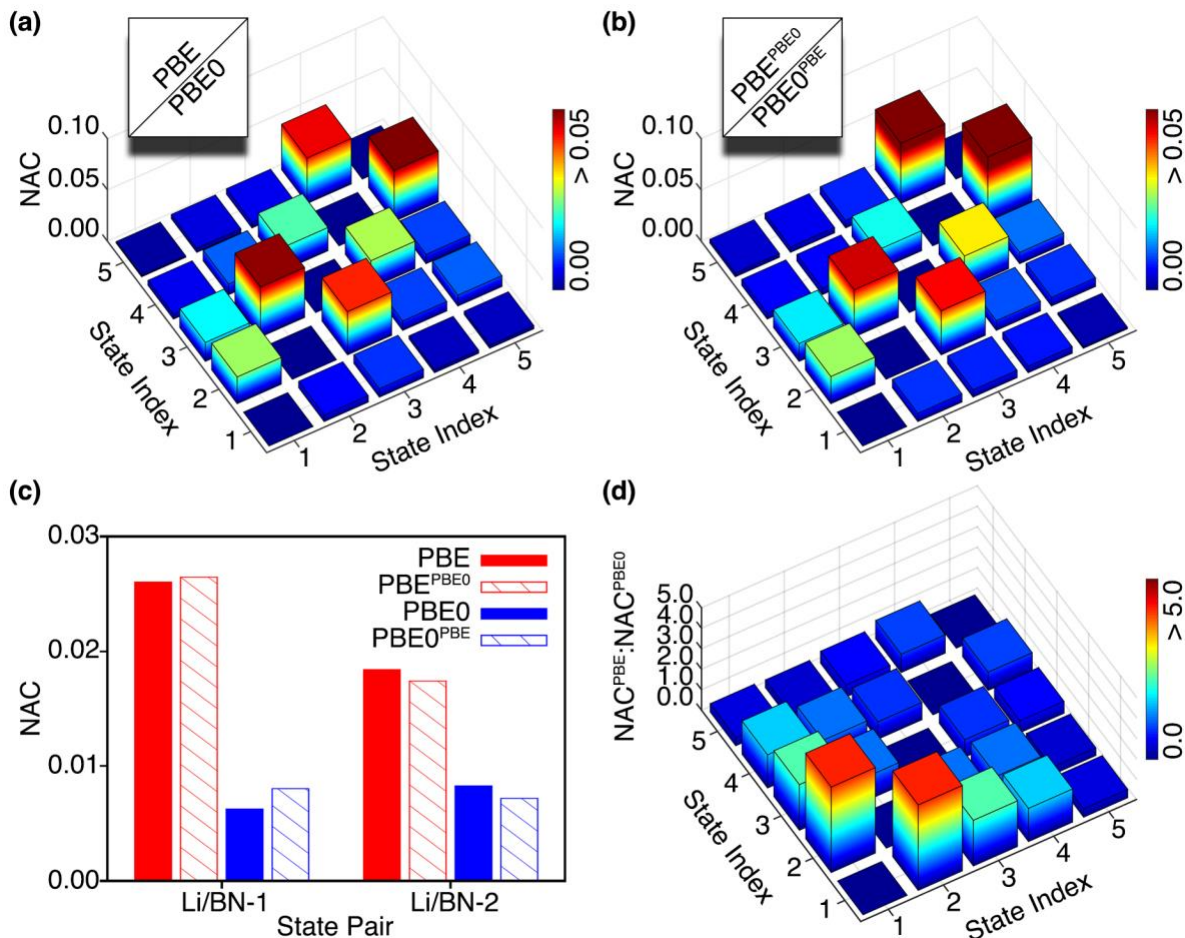 (a)
PBE
PBE0
NAC
0.10
0.05
0.00
5
4
3
2
1
State Index
1
2
3
4
5
State Index
> 0.05
0.00
(b)
PBE^PBE0
PBE0^PBE
NAC
0.10
0.05
0.00
5
4
3
2
1
State Index
1
2
3
4
5
State Index
> 0.05
0.00
(c)
NAC
0.03
0.02
0.01
0.00
PBE
PBE^PBE0
PBE0
PBE0^PBE
Li/BN-1 Li/BN-2
State Pair
(d)
NAC^PBE:NAC^PBE0
5.0
4.0
3.0
2.0
1.0
0.0
5
4
3
2
1
State Index
1
2
3
4
5
State Index
> 5.0
0.0